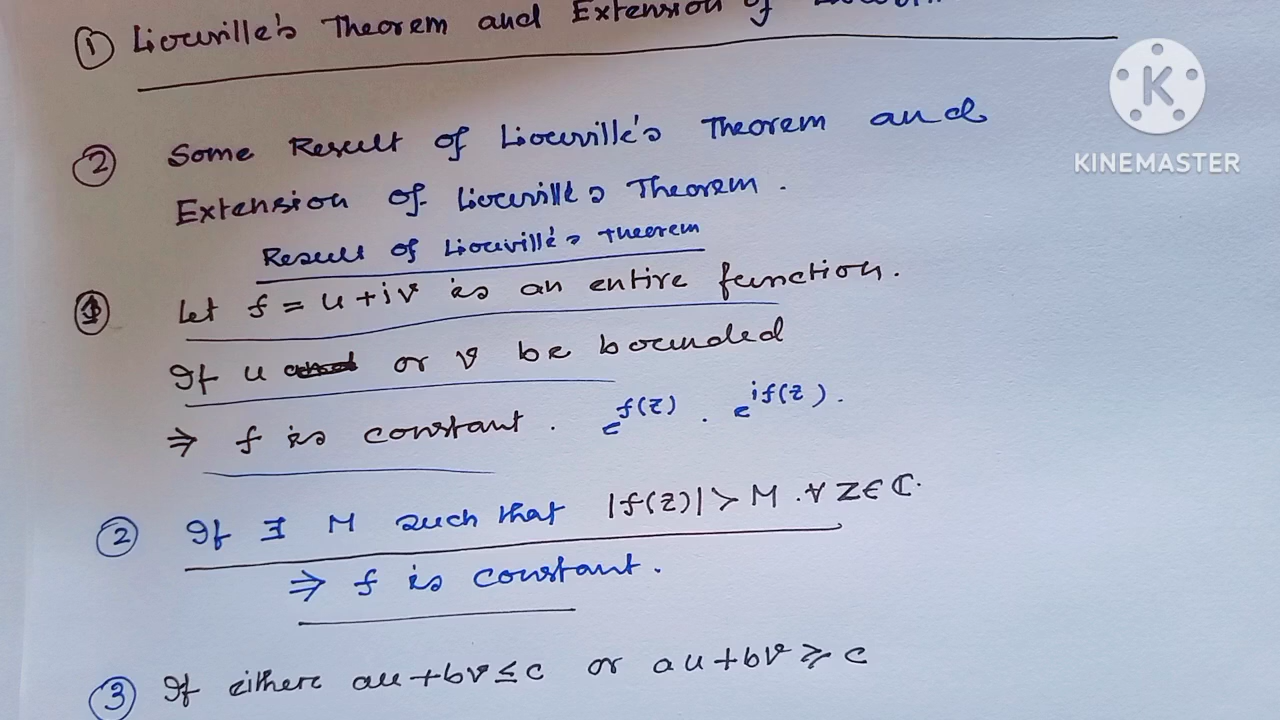 ① Liouville's Theorem and Extension of
② Some Result of Liouville's Theorem and
Extension of Liouville's Theorem.
Result of Liouville's theorem
① Let f = u + iv is an entire function.
If u or v be bounded
⇒ f is constant. e^{f(z)}. e^{if(z)}.
② If ∃ M such that |f(z)| > M. ∀ z ∈ ℂ.
⇒ f is constant.
③ If either au + bv ≤ c or au + bv ≥ c
K
KINEMASTER